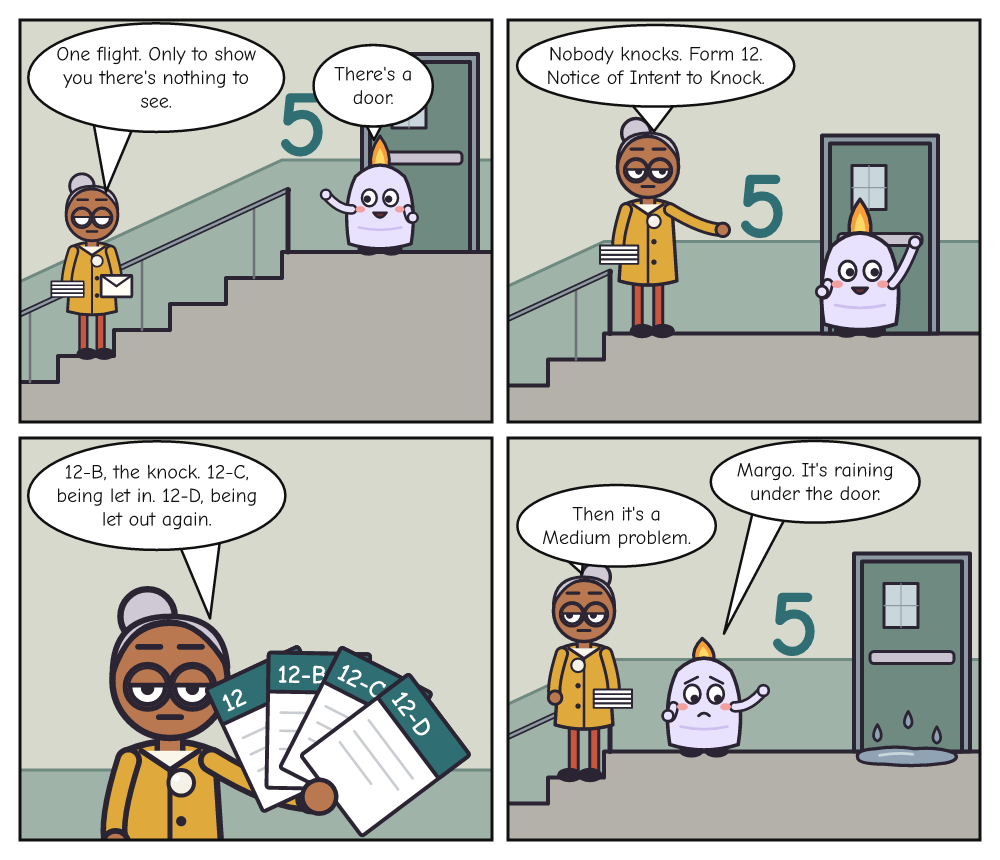 One flight. Only to show
you there's nothing to
see.
There's a
door.
5
Nobody knocks. Form 12.
Notice of Intent to Knock.
5
12-B, the knock. 12-C,
being let in. 12-D, being
let out again.
12
12-B
12-C
12-D
Margo. It's raining
under the door.
Then it's a
Medium problem.
5